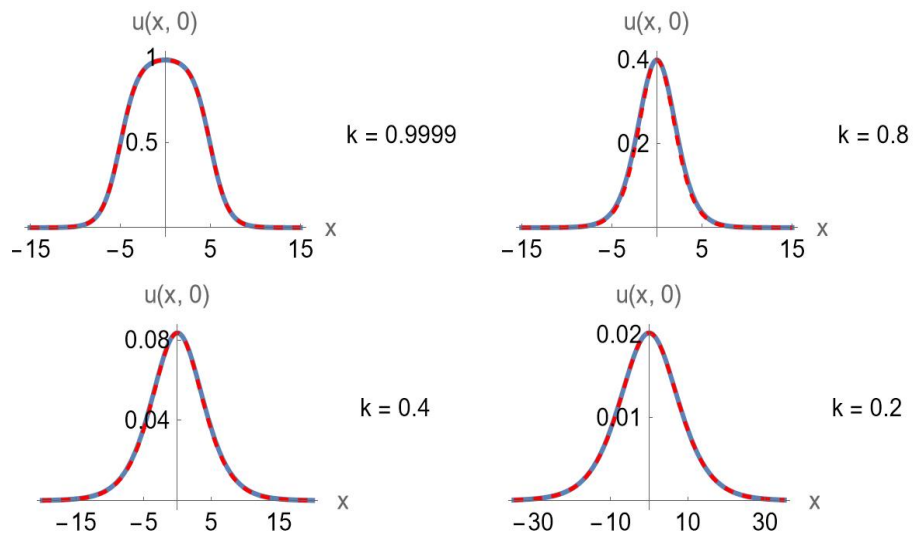 u(x, 0)
1
0.5
k = 0.9999
−15 −5 5 15 x
u(x, 0)
0.4
0.2
k = 0.8
−15 −5 5 15 x
u(x, 0)
0.08
0.04
k = 0.4
−15 −5 5 15 x
u(x, 0)
0.02
0.01
k = 0.2
−30 −10 10 30 x